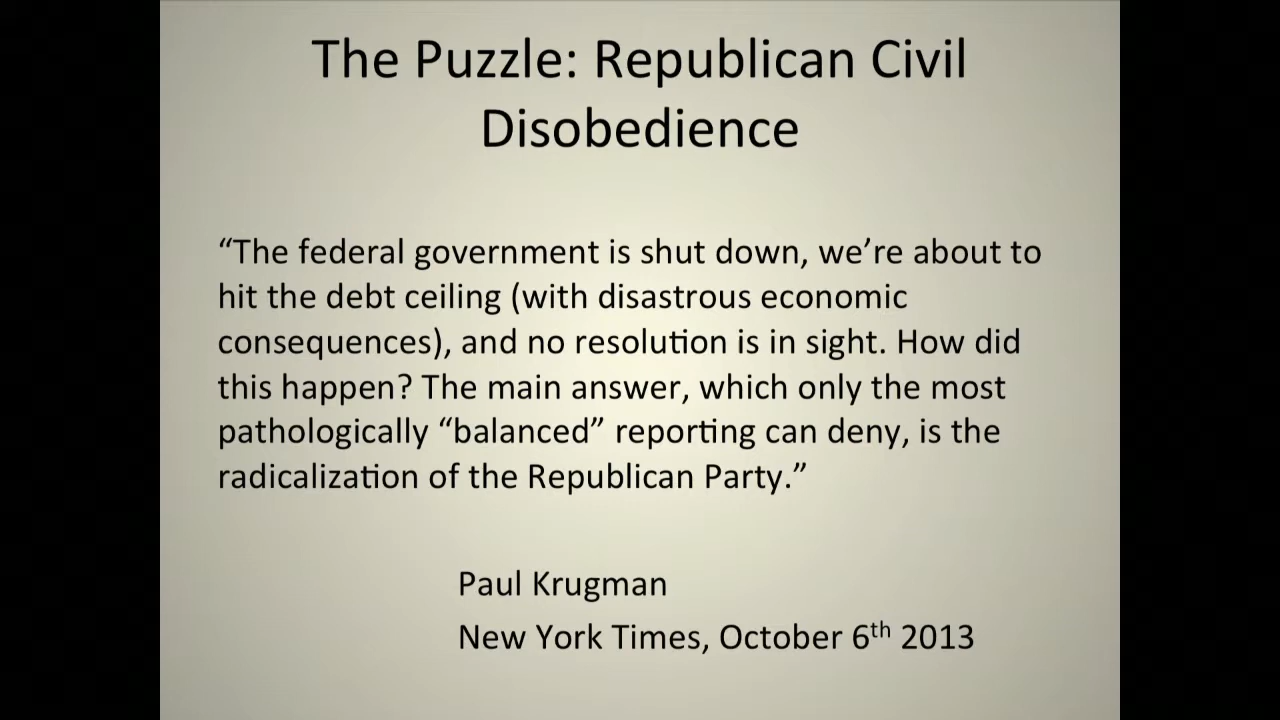 The Puzzle: Republican Civil
Disobedience
“The federal government is shut down, we’re about to
hit the debt ceiling (with disastrous economic
consequences), and no resolution is in sight. How did
this happen? The main answer, which only the most
pathologically “balanced” reporting can deny, is the
radicalization of the Republican Party.”
Paul Krugman
New York Times, October 6th 2013